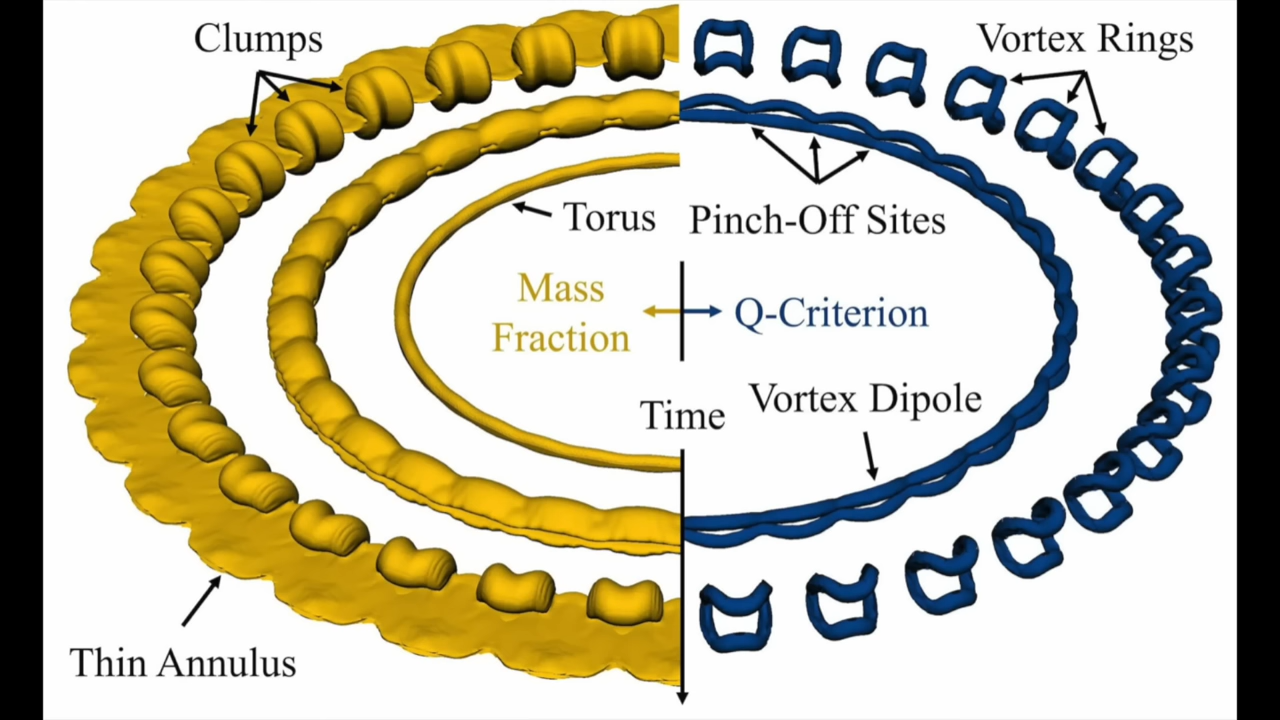 Clumps
Vortex Rings
Torus
Pinch-Off Sites
Mass
Fraction
Q-Criterion
Time
Vortex Dipole
Thin Annulus